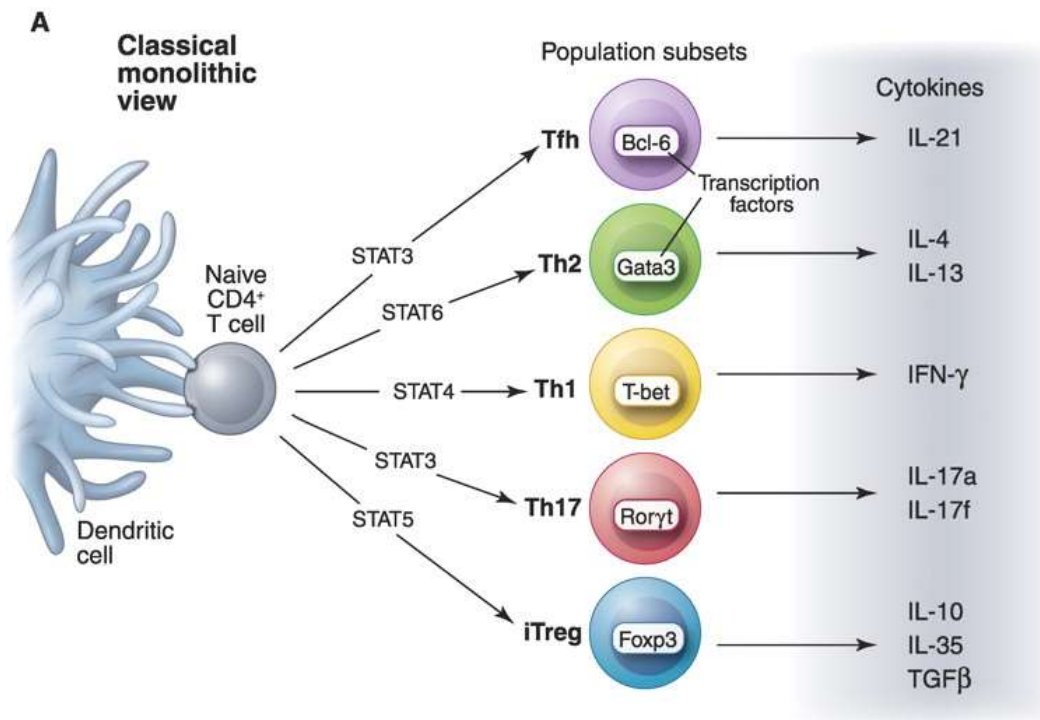 A
Classical
monolithic
view
Population subsets
Cytokines
Tfh
Bcl-6
IL-21
Transcription
factors
STAT3
Th2
Gata3
IL-4
IL-13
Naive
CD4⁺
T cell
STAT6
STAT4
Th1
T-bet
IFN-γ
STAT3
Th17
Rorγt
IL-17a
IL-17f
STAT5
Dendritic
cell
iTreg
Foxp3
IL-10
IL-35
TGFβ